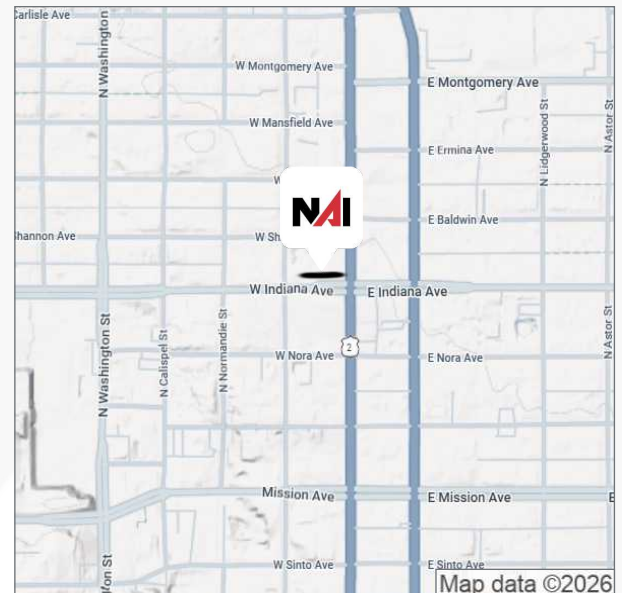 Carlisle Ave
N Washington
W Montgomery Ave
E Montgomery Ave
W Mansfield Ave
N Lidgerwood St
N Astor St
E Ermina Ave
W
NAI
E Baldwin Ave
Shannon Ave
W Sh
W Indiana Ave
E Indiana Ave
N Washington St
N Calispel St
N Normandie St
2
W Nora Ave
E Nora Ave
N Astor St
Mission Ave
E Mission Ave
E
W Sinto Ave
E Sinto Ave
Map data ©2026